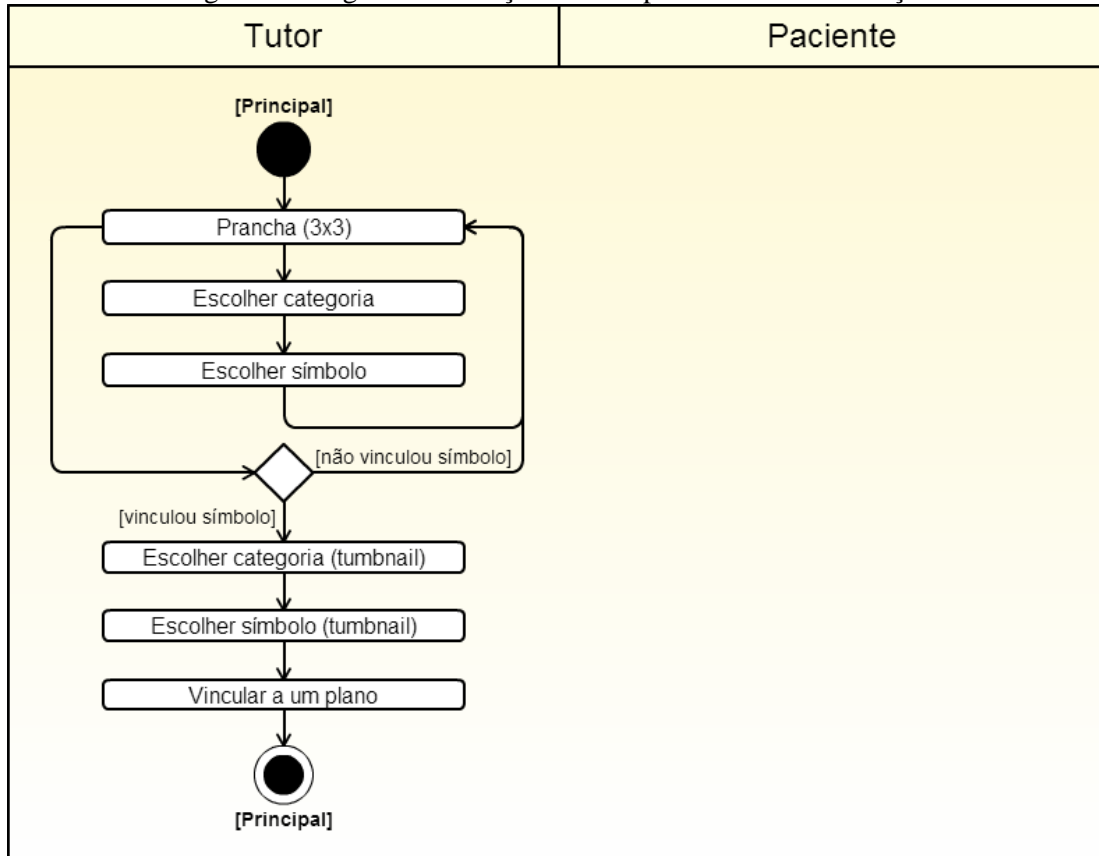 Tutor
Paciente
[Principal]
Prancha (3x3)
Escolher categoria
Escolher símbolo
[não vinculou símbolo]
[vinculou símbolo]
Escolher categoria (tumbnail)
Escolher símbolo (tumbnail)
Vincular a um plano
[Principal]